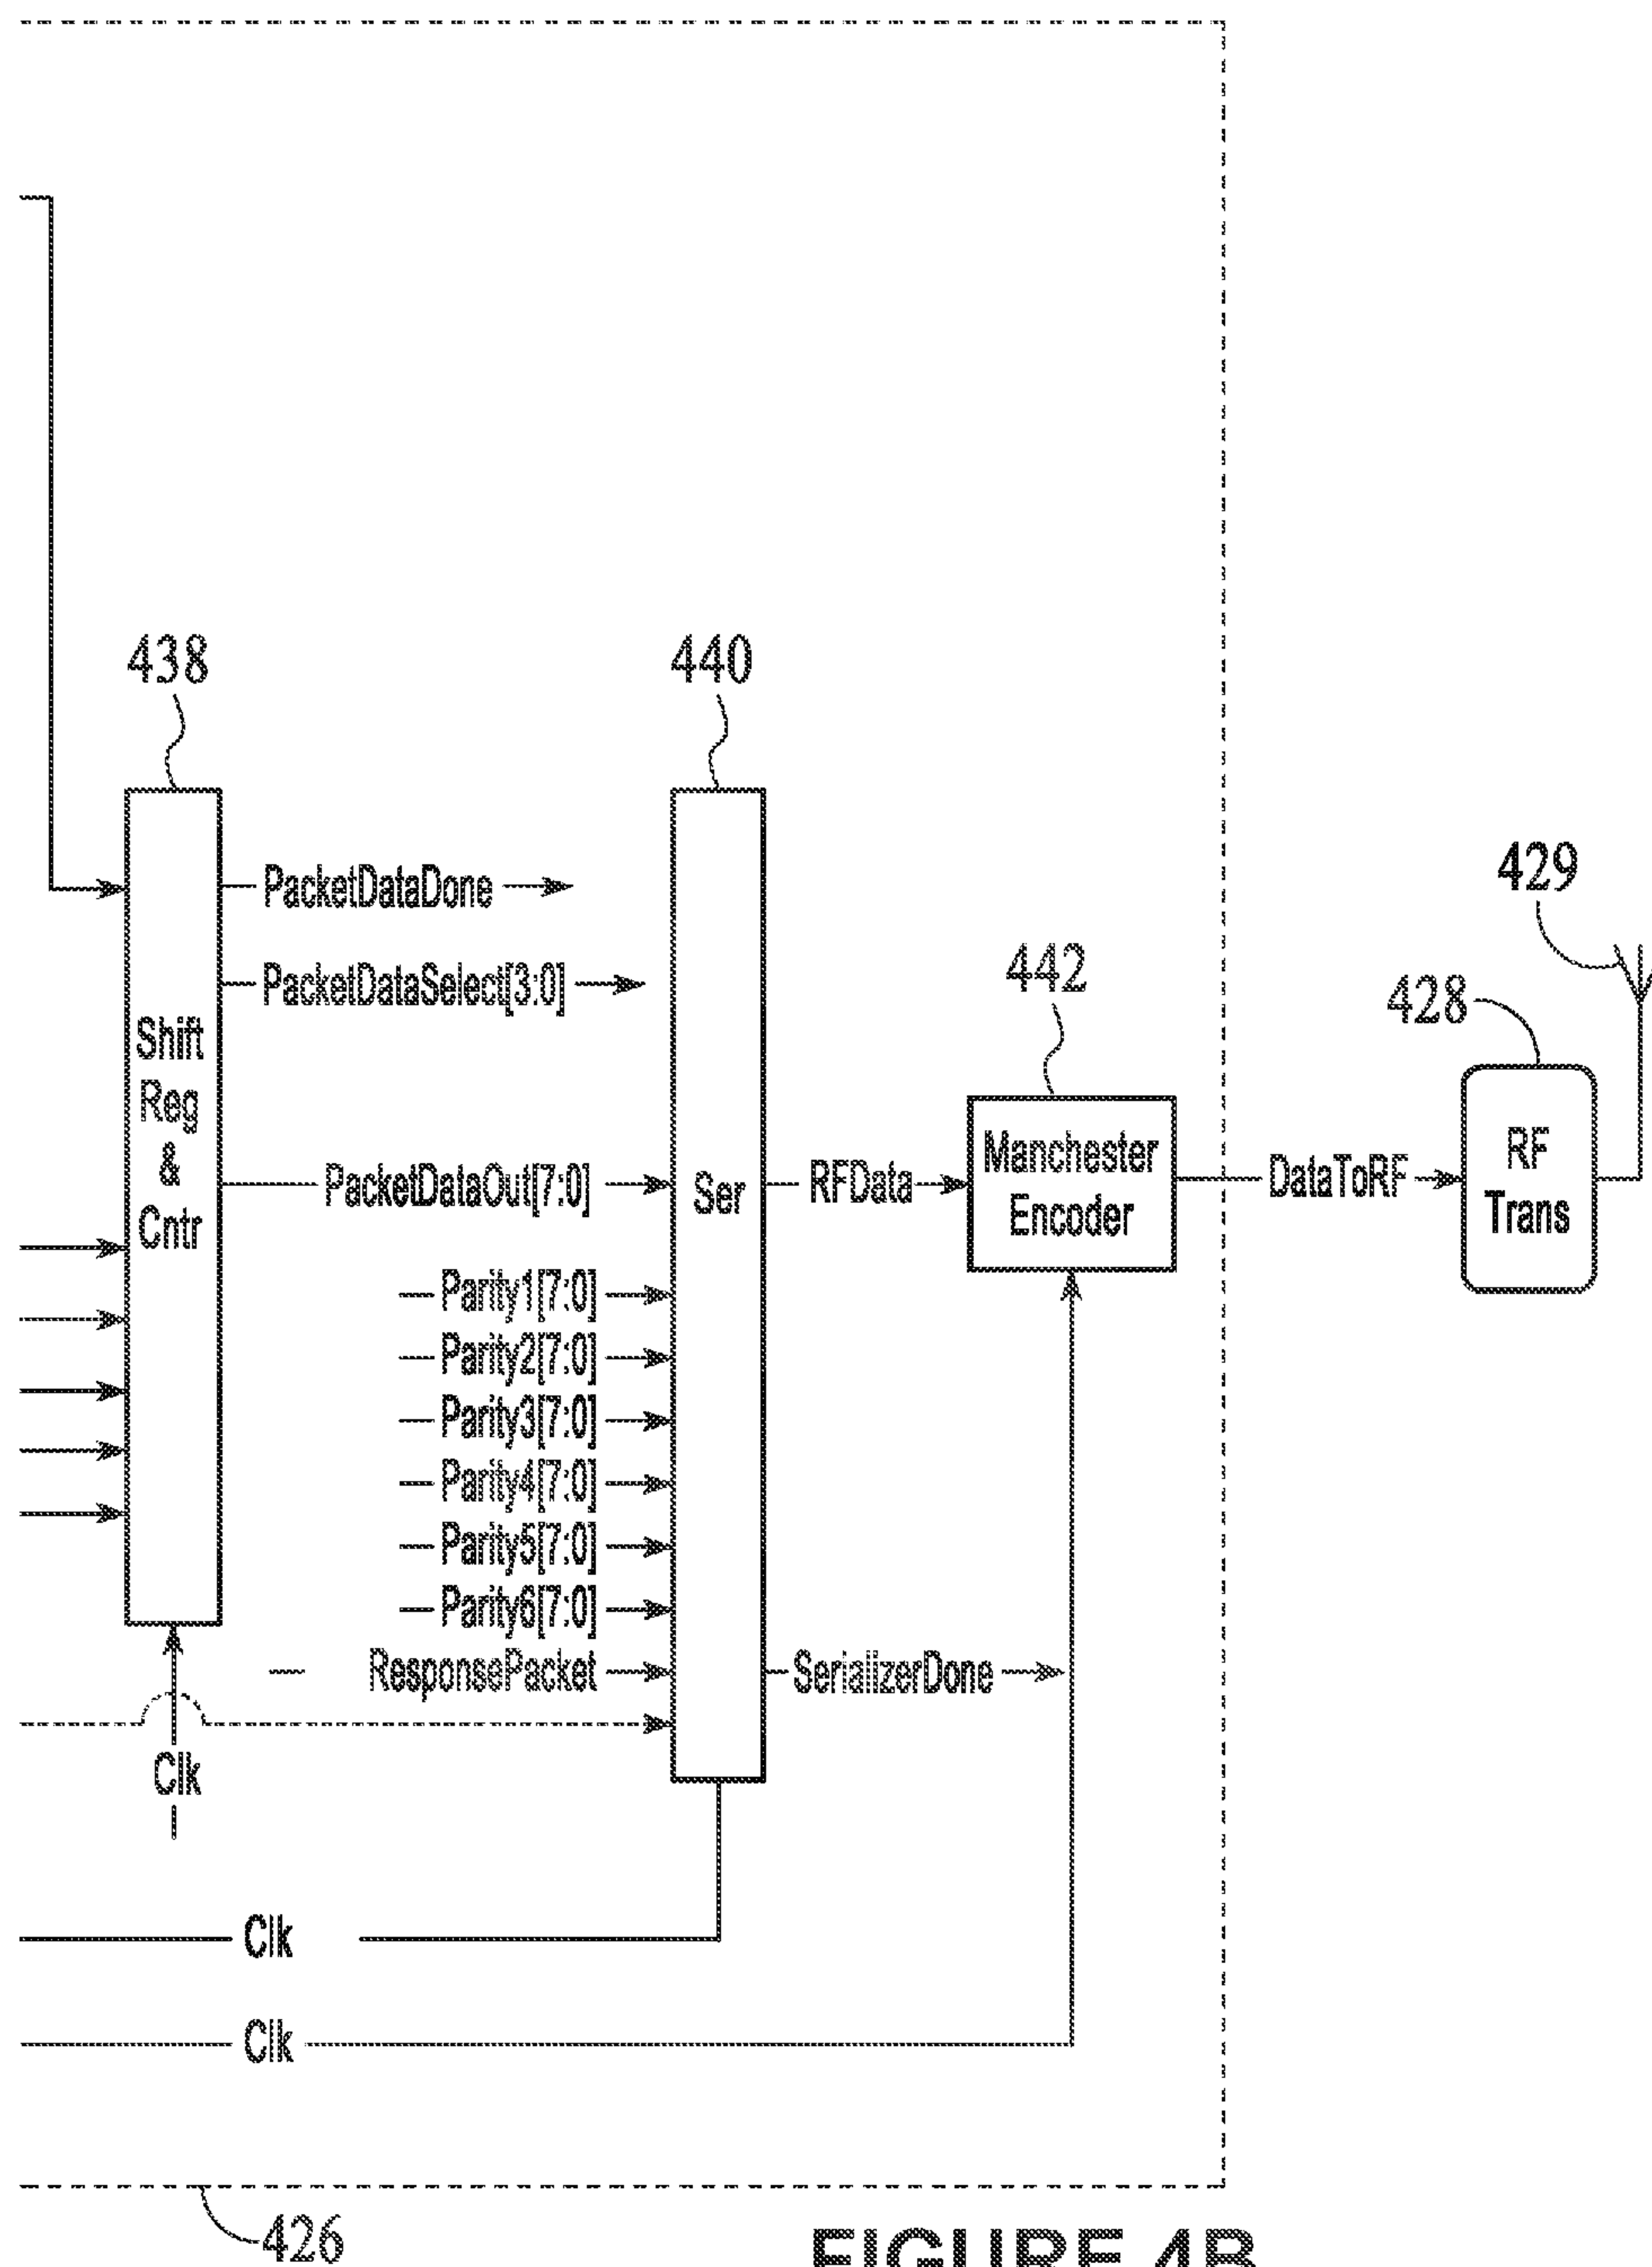 438
440
PacketDataDone
429
PacketDataSelect[3:0]
442
428
Shift
Reg
&
Cntr
PacketDataOut[7:0]
Ser
RFData
Manchester
Encoder
DataToRF
RF
Trans
Parity1[7:0]
Parity2[7:0]
Parity3[7:0]
Parity4[7:0]
Parity5[7:0]
Parity6[7:0]
ResponsePacket
SerializerDone
Clk
Clk
Clk
426
FIGURE 4B